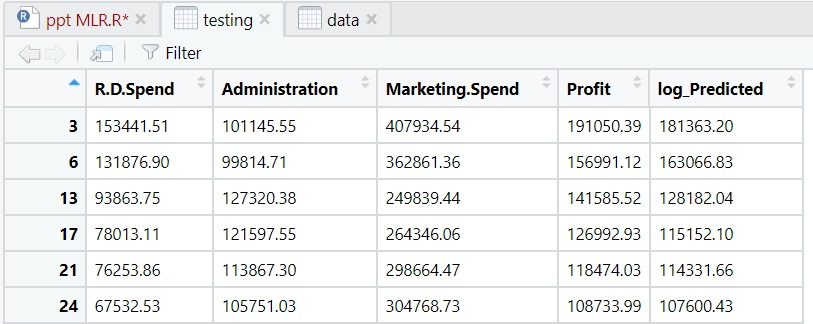 ppt MLR.R* testing data
Filter
R.D.Spend Administration Marketing.Spend Profit log_Predicted
3 153441.51 101145.55 407934.54 191050.39 181363.20
6 131876.90 99814.71 362861.36 156991.12 163066.83
13 93863.75 127320.38 249839.44 141585.52 128182.04
17 78013.11 121597.55 264346.06 126992.93 115152.10
21 76253.86 113867.30 298664.47 118474.03 114331.66
24 67532.53 105751.03 304768.73 108733.99 107600.43